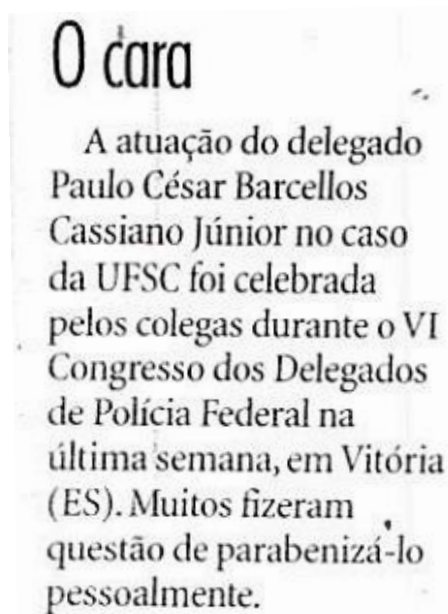 O cara
A atuação do delegado
Paulo César Barcellos
Cassiano Júnior no caso
da UFSC foi celebrada
pelos colegas durante o VI
Congresso dos Delegados
de Polícia Federal na
última semana, em Vitória
(ES). Muitos fizeram
questão de parabenizá-lo
pessoalmente.